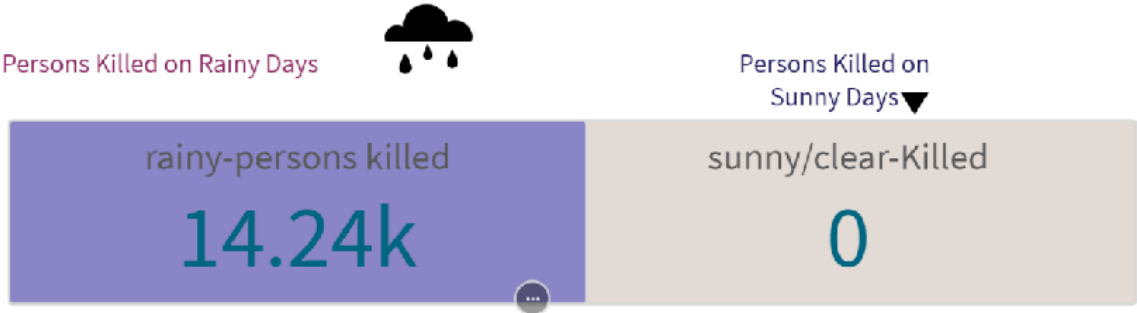 Persons Killed on Rainy Days
Persons Killed on
Sunny Days
rainy-persons killed
sunny/clear-Killed
14.24k
0